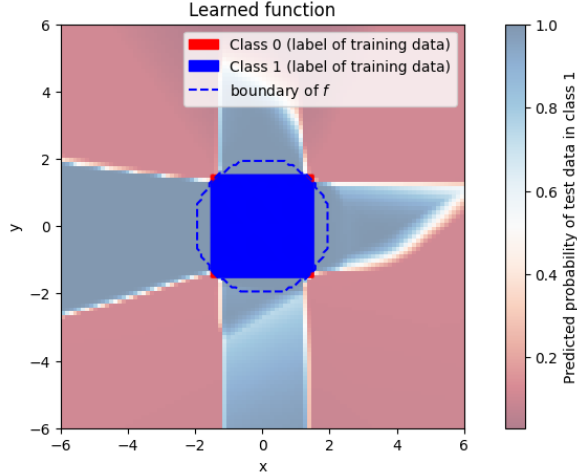 Learned function
Class 0 (label of training data)
Class 1 (label of training data)
boundary of f
6
4
2
0
−2
−4
−6
y
−6
−4
−2
0
2
4
6
x
1.0
0.8
0.6
0.4
0.2
Predicted probability of test data in class 1